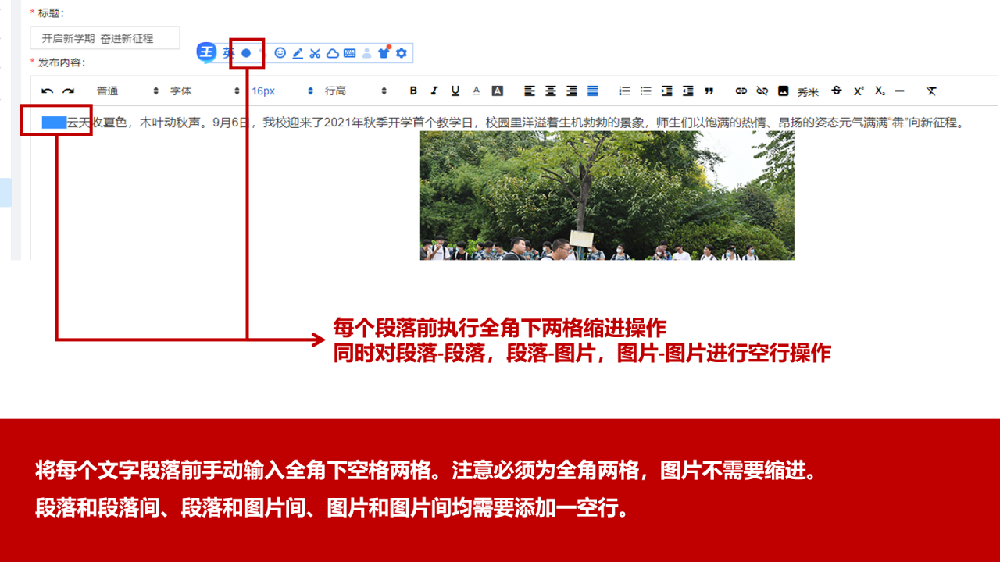 * 标题：
开启新学期 奋进新征程
王 英
* 发布内容：
普通 字体 16px 行高 B I U A A 秀米 S X² X₂
云天收夏色，木叶动秋声。9月6日，我校迎来了2021年秋季开学首个教学日，校园里洋溢着生机勃勃的景象，师生们以饱满的热情、昂扬的姿态元气满满“犇”向新征程。
每个段落前执行全角下两格缩进操作
同时对段落-段落，段落-图片，图片-图片进行空行操作
将每个文字段落前手动输入全角下空格两格。注意必须为全角两格，图片不需要缩进。
段落和段落间、段落和图片间、图片和图片间均需要添加一空行。